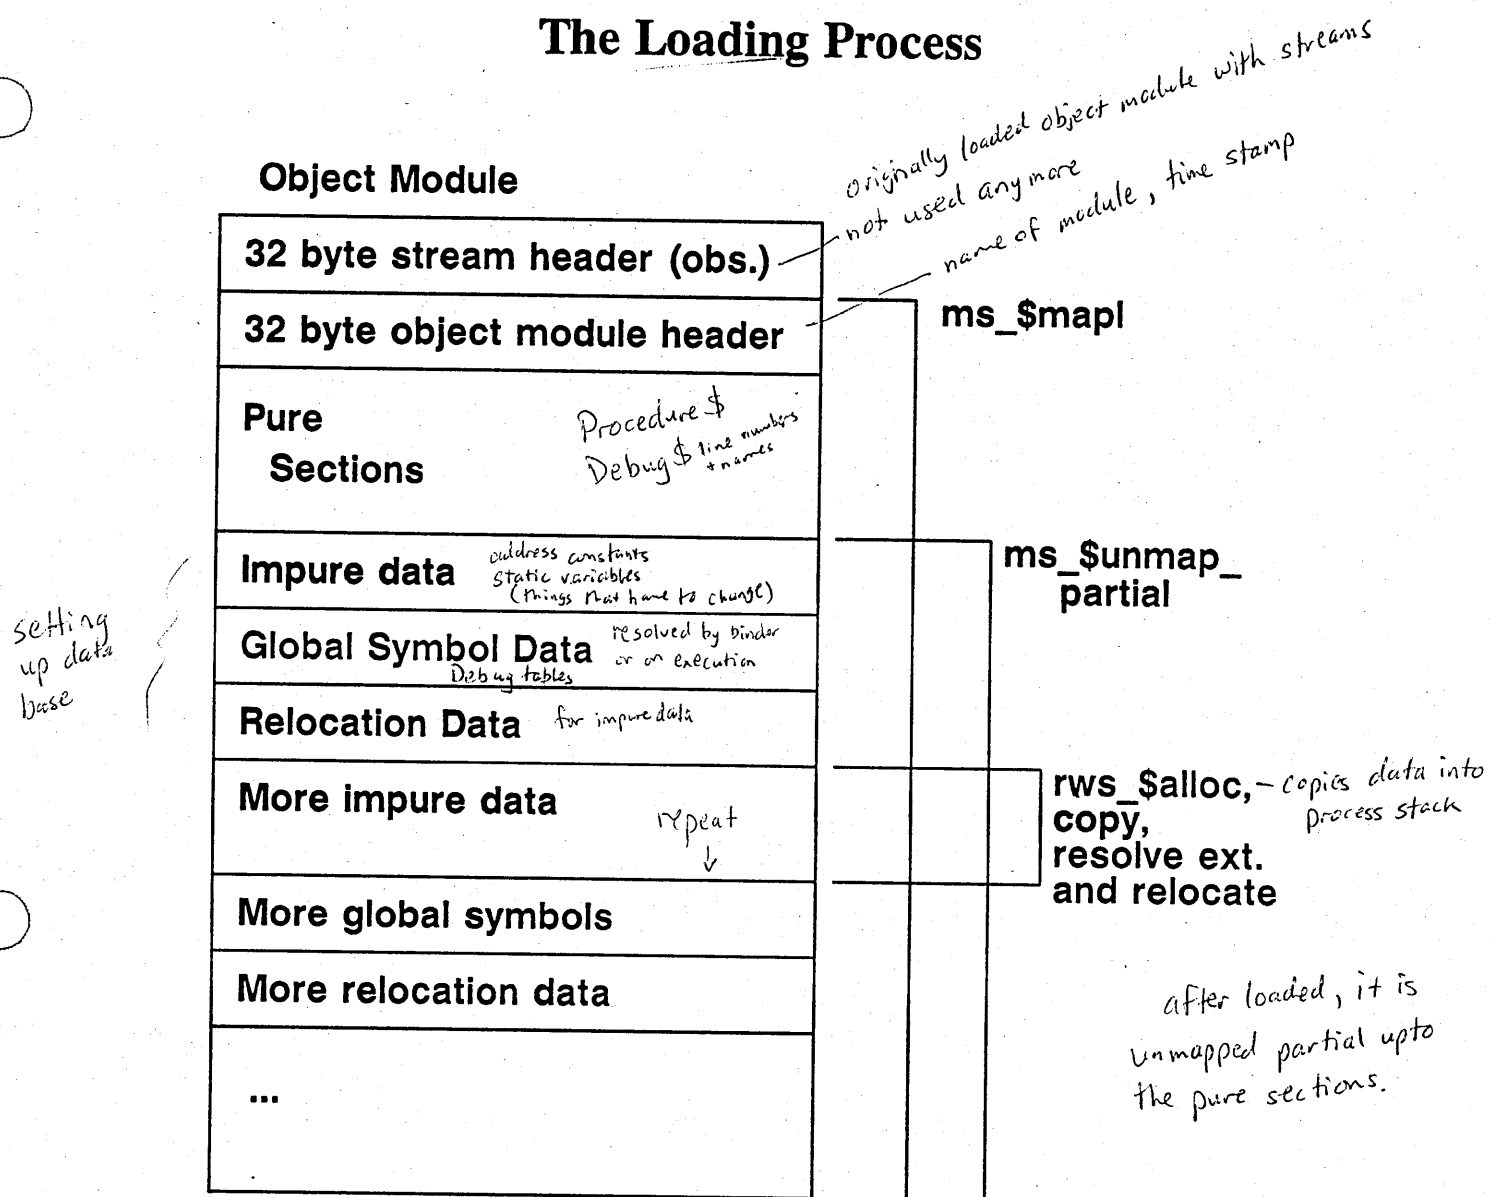 The Loading Process
originally loaded object module with streams
not used anymore
name of module, time stamp
Object Module
32 byte stream header (obs.)
32 byte object module header
ms_$mapl
Pure
Sections
Procedure $
Debug $ line numbers
+ names
Impure data
address constants
static variables
(things that have to change)
ms_$unmap_
partial
setting
up data
base
Global Symbol Data
resolved by binder
or on execution
Debug tables
Relocation Data
for impure data
More impure data
repeat
rws_$alloc,
copy,
resolve ext.
and relocate
– copies data into
process stack
More global symbols
More relocation data
...
after loaded, it is
unmapped partial upto
the pure sections.